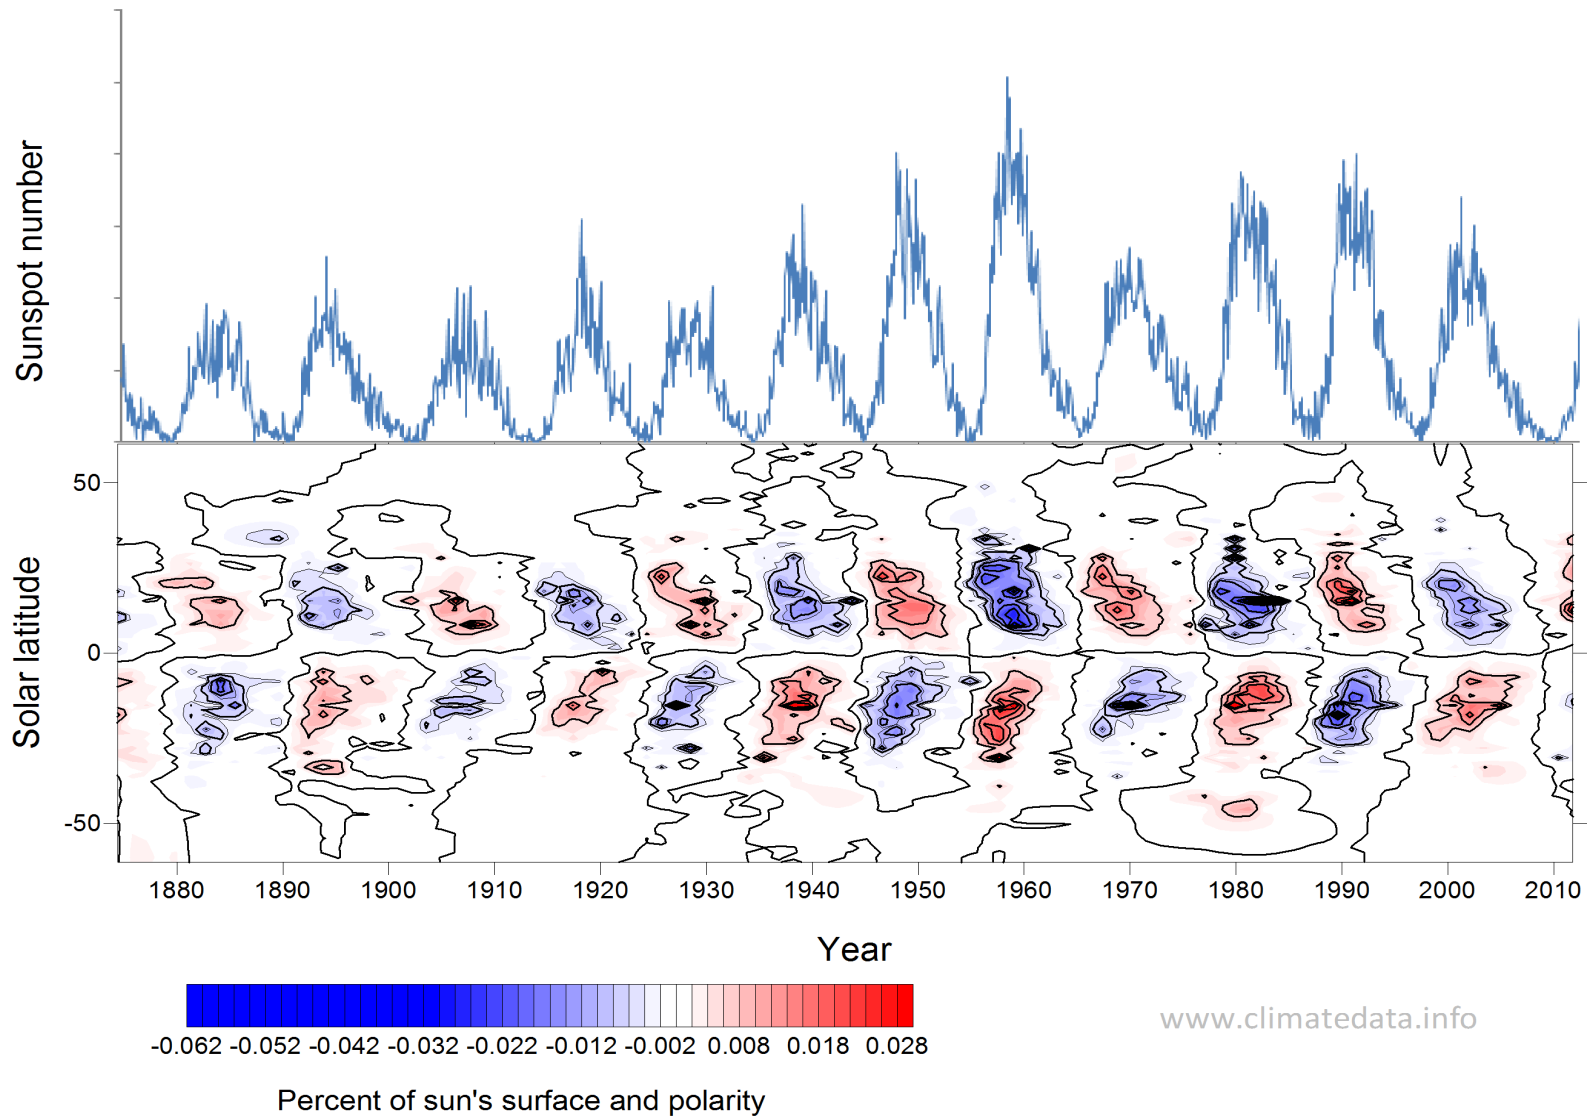 Sunspot number
Solar latitude
50
0
-50
1880 1890 1900 1910 1920 1930 1940 1950 1960 1970 1980 1990 2000 2010
Year
-0.062 -0.052 -0.042 -0.032 -0.022 -0.012 -0.002 0.008 0.018 0.028
www.climatedata.info
Percent of sun's surface and polarity